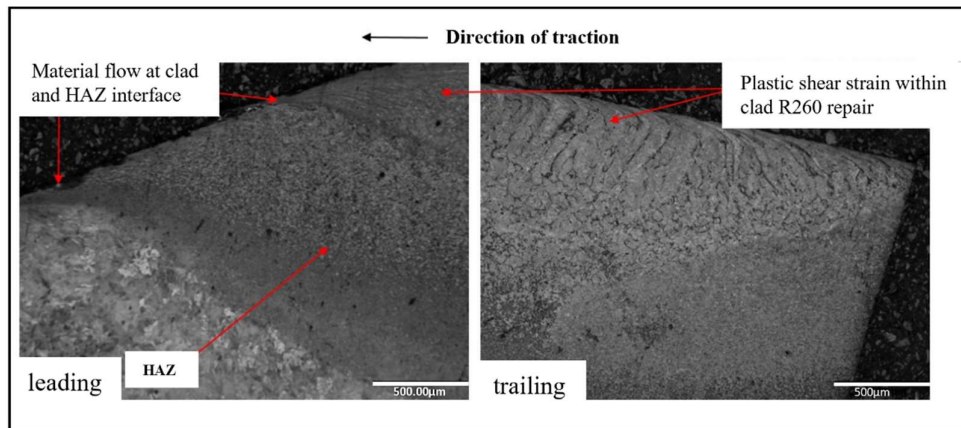 Direction of traction
Material flow at clad
and HAZ interface
Plastic shear strain within
clad R260 repair
HAZ
leading
500.00µm
trailing
500µm